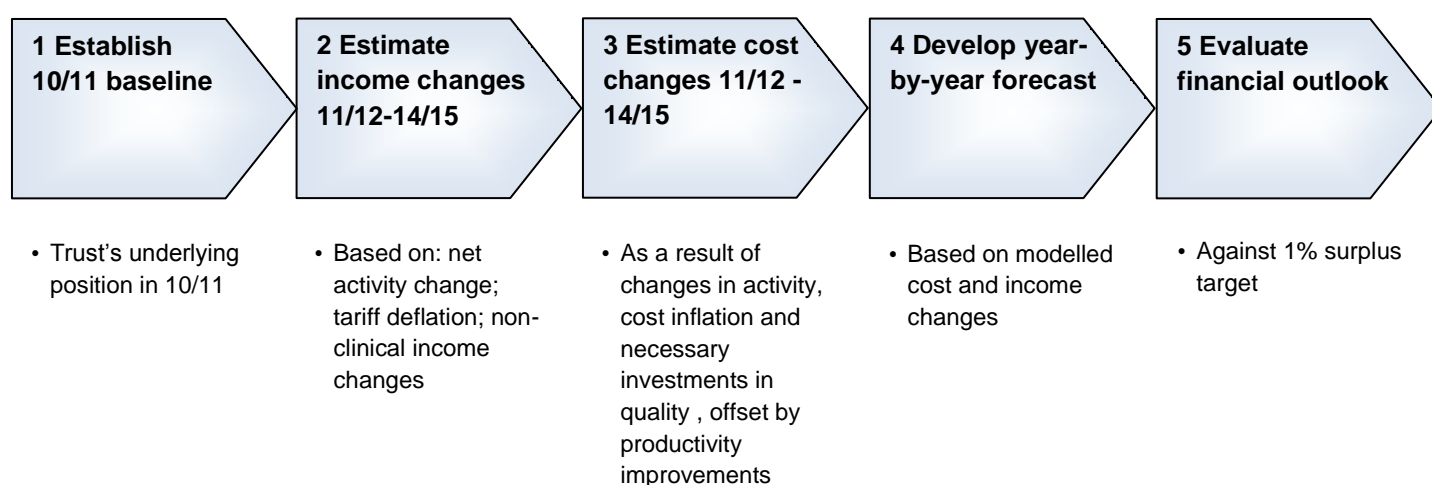 1 Establish
10/11 baseline
2 Estimate
income changes
11/12-14/15
3 Estimate cost
changes 11/12 -
14/15
4 Develop year-
by-year forecast
5 Evaluate
financial outlook
• Trust’s underlying
position in 10/11
• Based on: net
activity change;
tariff deflation; non-
clinical income
changes
• As a result of
changes in activity,
cost inflation and
necessary
investments in
quality , offset by
productivity
improvements
• Based on modelled
cost and income
changes
• Against 1% surplus
target